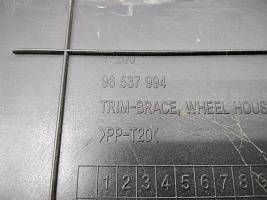 96 537 994
TRIM-BRACE, WHEEL HOUS
>PP-T20<
1 2 3 4 5 6 7 8 9